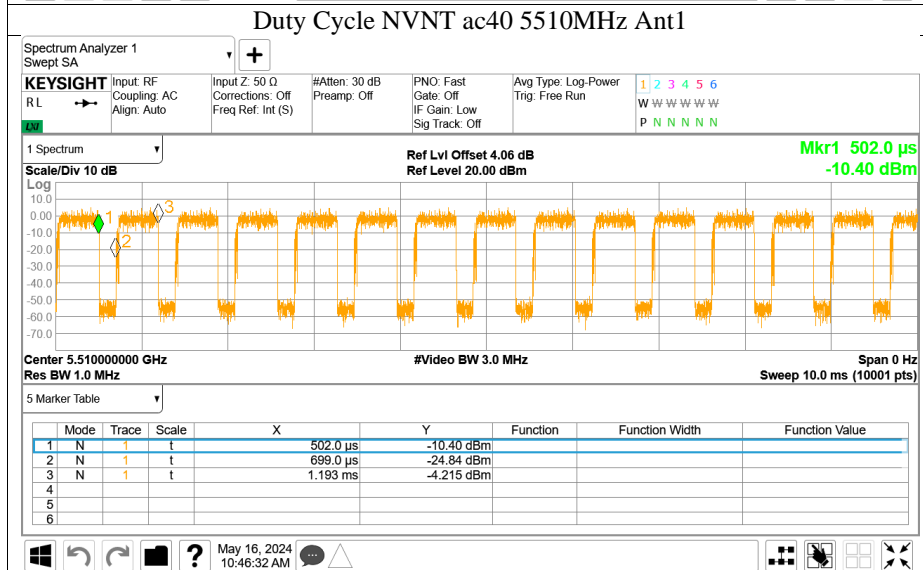 Duty Cycle NVNT ac40 5510MHz Ant1
Spectrum Analyzer 1
Swept SA
+
KEYSIGHT
R L
LXI
Input: RF
Coupling: AC
Align: Auto
Input Z: 50 Ω
Corrections: Off
Freq Ref: Int (S)
#Atten: 30 dB
Preamp: Off
PNO: Fast
Gate: Off
IF Gain: Low
Sig Track: Off
Avg Type: Log-Power
Trig: Free Run
1 2 3 4 5 6
W W W W W W
P N N N N N
1 Spectrum
Scale/Div 10 dB
Ref Lvl Offset 4.06 dB
Ref Level 20.00 dBm
Mkr1 502.0 µs
-10.40 dBm
Log
10.0
0.00
-10.0
-20.0
-30.0
-40.0
-50.0
-60.0
-70.0
1
2
3
Center 5.510000000 GHz
Res BW 1.0 MHz
#Video BW 3.0 MHz
Span 0 Hz
Sweep 10.0 ms (10001 pts)
5 Marker Table
Mode Trace Scale X Y Function Function Width Function Value
1 N 1 t 502.0 µs -10.40 dBm
2 N 1 t 699.0 µs -24.84 dBm
3 N 1 t 1.193 ms -4.215 dBm
4
5
6
?
May 16, 2024
10:46:32 AM